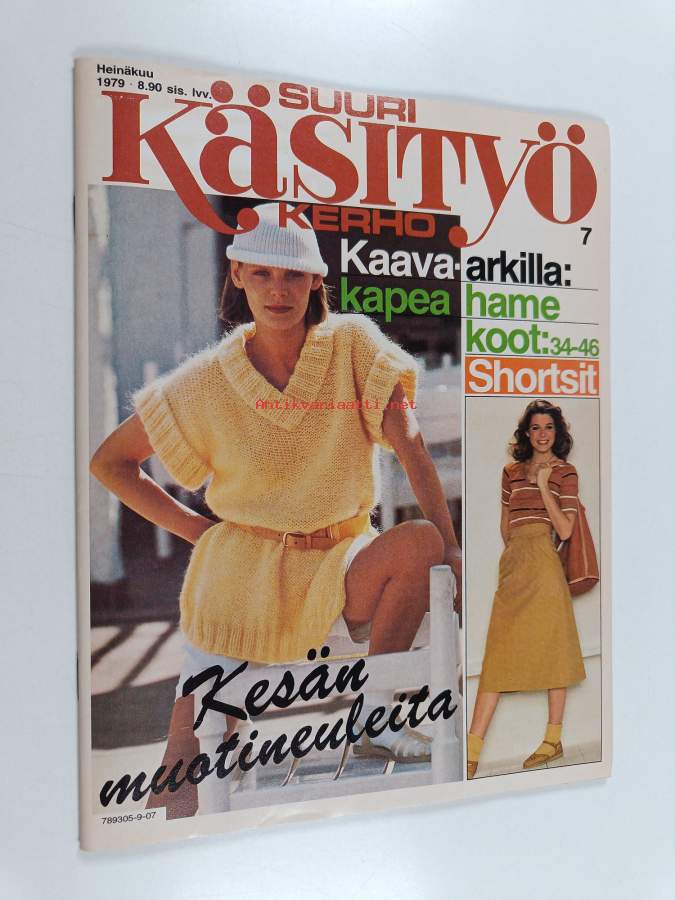 Heinäkuu
1979 · 8.90 sis. lvv.
SUURI
Käsityö
KERHO
7
Kaava-arkilla:
kapea hame
koot:34-46
Shortsit
Antikvariaatti.net
Kesän
muotineuleita
789305-9-07